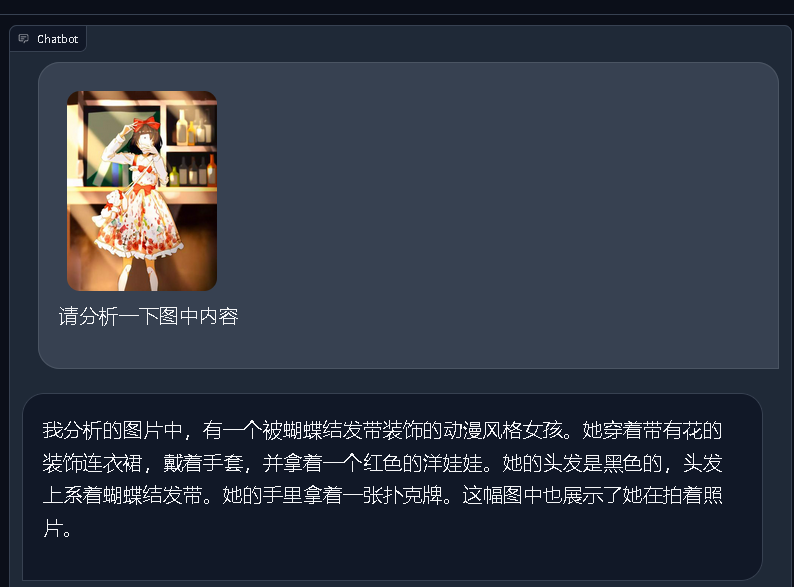 Chatbot
请分析一下图中内容
我分析的图片中，有一个被蝴蝶结发带装饰的动漫风格女孩。她穿着带有花的
装饰连衣裙，戴着手套，并拿着一个红色的洋娃娃。她的头发是黑色的，头发
上系着蝴蝶结发带。她的手里拿着一张扑克牌。这幅图中也展示了她在拍着照
片。